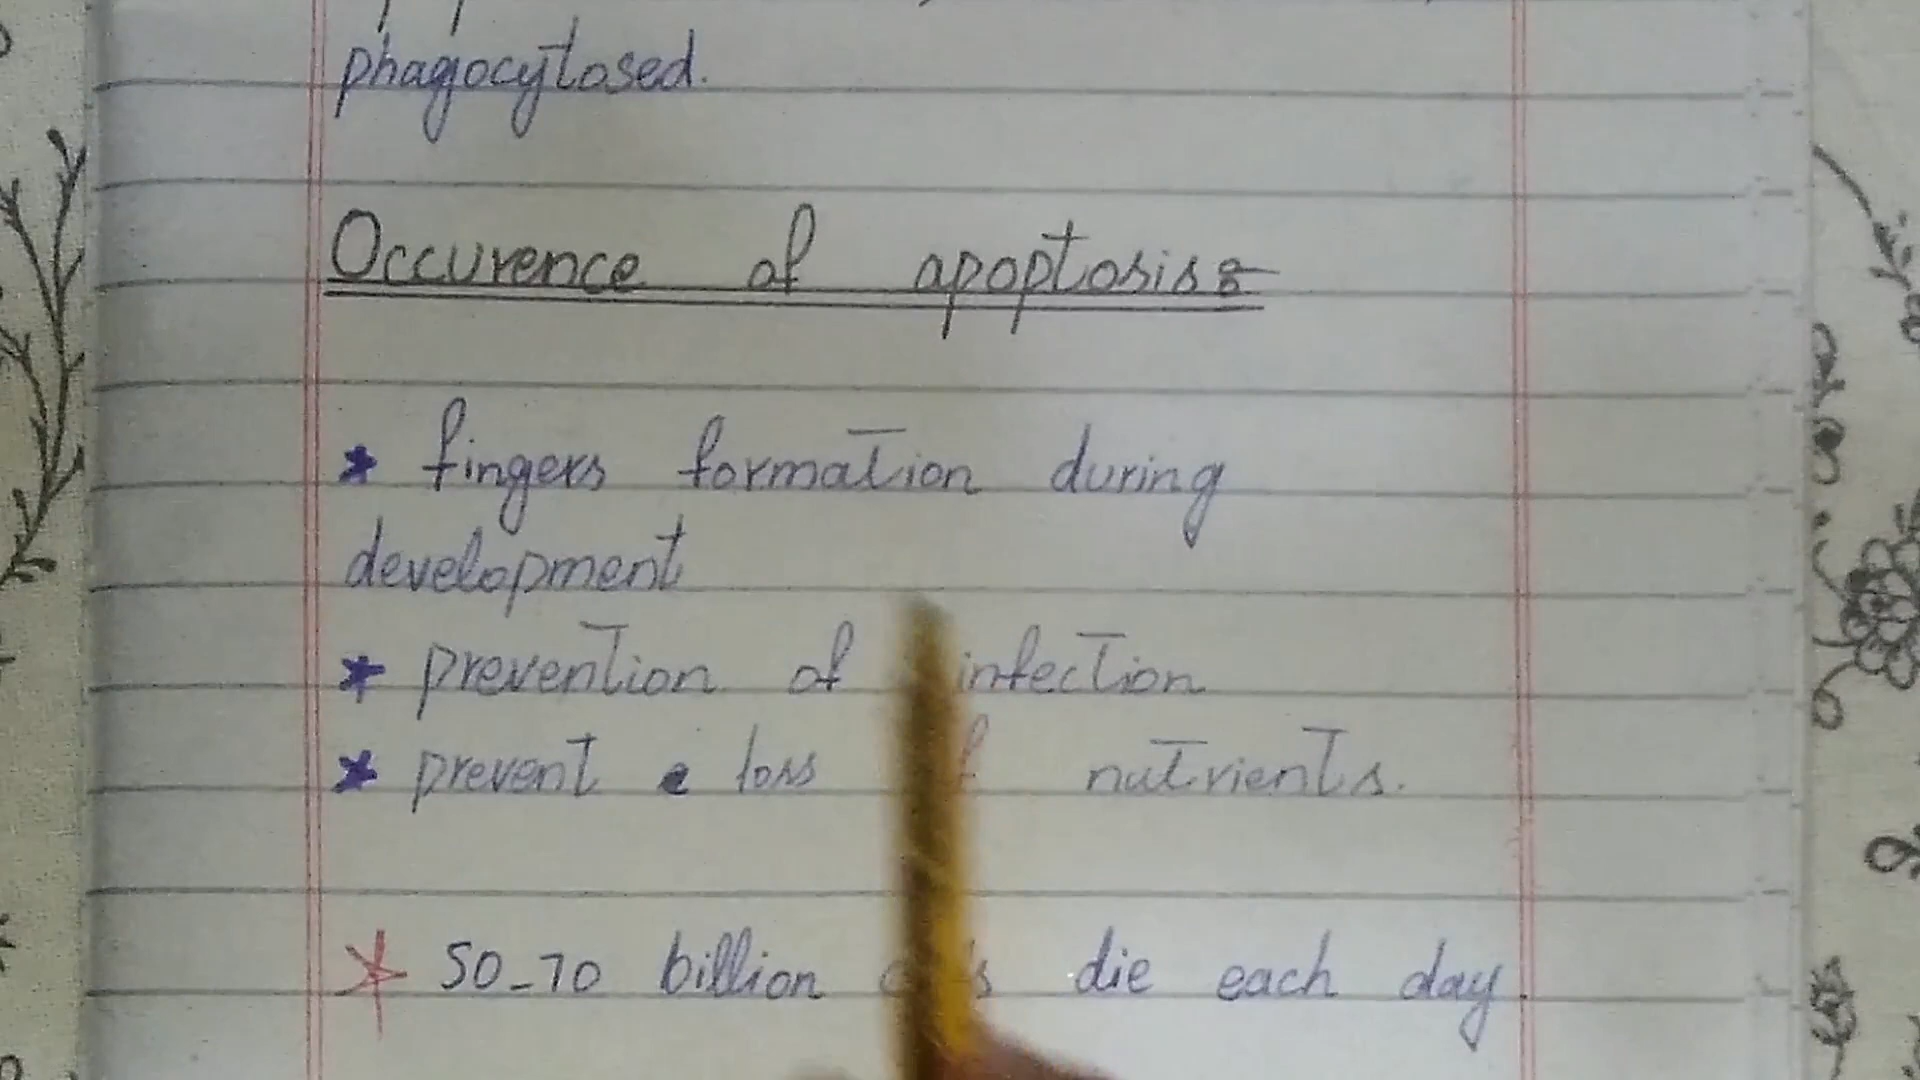 phagocytosed.
Occurence of apoptosis:-
* fingers formation during
development
* prevention of infection
* prevent e loss nutrients.
* 50-70 billion die each day.